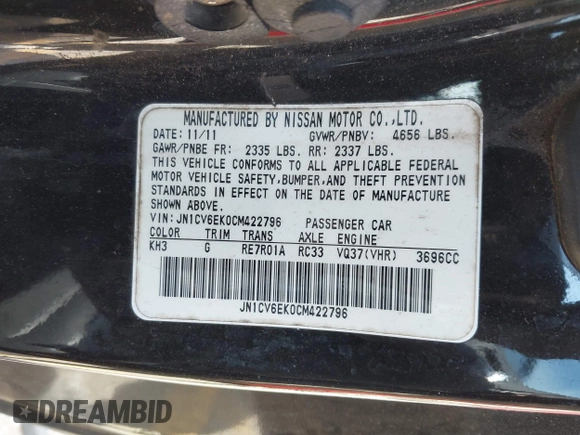 MANUFACTURED BY NISSAN MOTOR CO.,LTD.
DATE: 11/11 GVWR/PNBV: 4656 LBS.
GAWR/PNBE FR: 2335 LBS. RR: 2337 LBS.
THIS VEHICLE CONFORMS TO ALL APPLICABLE FEDERAL
MOTOR VEHICLE SAFETY, BUMPER, AND THEFT PREVENTION
STANDARDS IN EFFECT ON THE DATE OF MANUFACTURE
SHOWN ABOVE.
VIN: JN1CV6EK0CM422796 PASSENGER CAR
COLOR TRIM TRANS AXLE ENGINE
KH3 G RE7R01A RC33 VQ37(VHR) 3696CC
JN1CV6EK0CM422796
DREAMBID